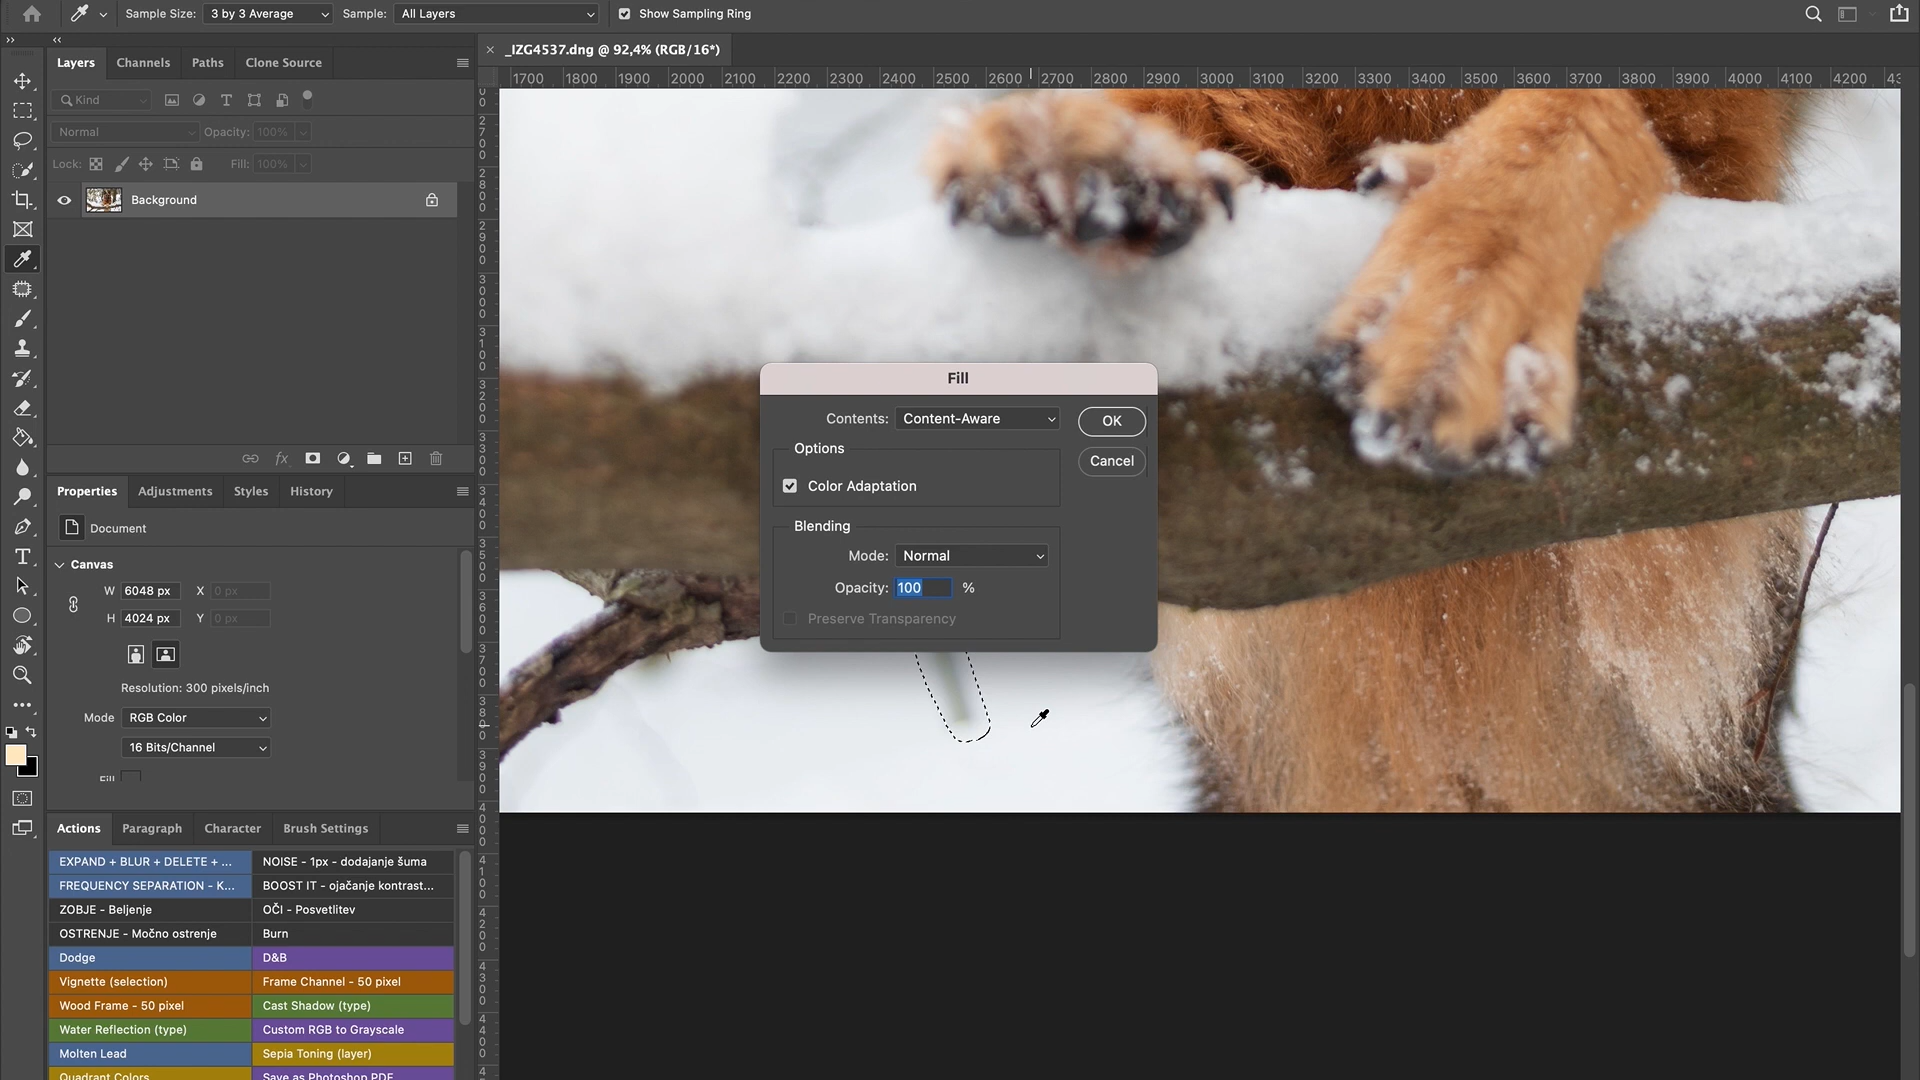 Sample Size: 3 by 3 Average Sample: All Layers Show Sampling Ring
_IZG4537.dng @ 92,4% (RGB/16*)
Layers Channels Paths Clone Source
Kind
Normal Opacity: 100%
Lock: Fill: 100%
Background
1700 1800 1900 2000 2100 2200 2300 2400 2500 2600 2700 2800 2900 3000 3100 3200 3300 3400 3500 3600 3700 3800 3900 4000 4100 4200
Fill
Contents: Content-Aware OK
Options
Cancel
Color Adaptation
Blending
Mode: Normal
Opacity: 100 %
Preserve Transparency
Properties Adjustments Styles History
Document
Canvas
W 6048 px X 0 px
H 4024 px Y 0 px
Resolution: 300 pixels/inch
Mode RGB Color
16 Bits/Channel
Fill
Actions Paragraph Character Brush Settings
EXPAND + BLUR + DELETE + ... NOISE - 1px - dodajanje šuma
FREQUENCY SEPARATION - K... BOOST IT - ojačanje kontrast...
ZOBJE - Beljenje OČI - Posvetlitev
OSTRENJE - Močno ostrenje Burn
Dodge D&B
Vignette (selection) Frame Channel - 50 pixel
Wood Frame - 50 pixel Cast Shadow (type)
Water Reflection (type) Custom RGB to Grayscale
Molten Lead Sepia Toning (layer)
Quadrant Colors Save as Photoshop PDF